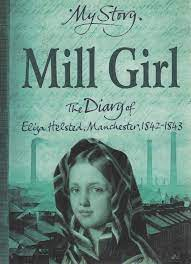 My Story
Mill Girl
The Diary of
Eliza Helsted, Manchester, 1842-1843